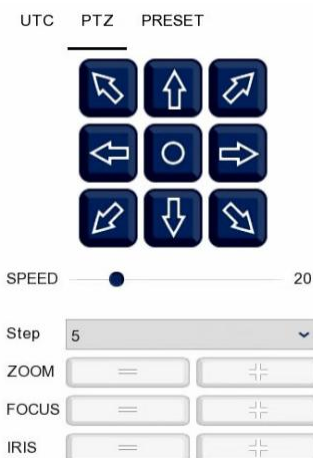 UTC PTZ PRESET
SPEED 20
Step 5
ZOOM
FOCUS
IRIS